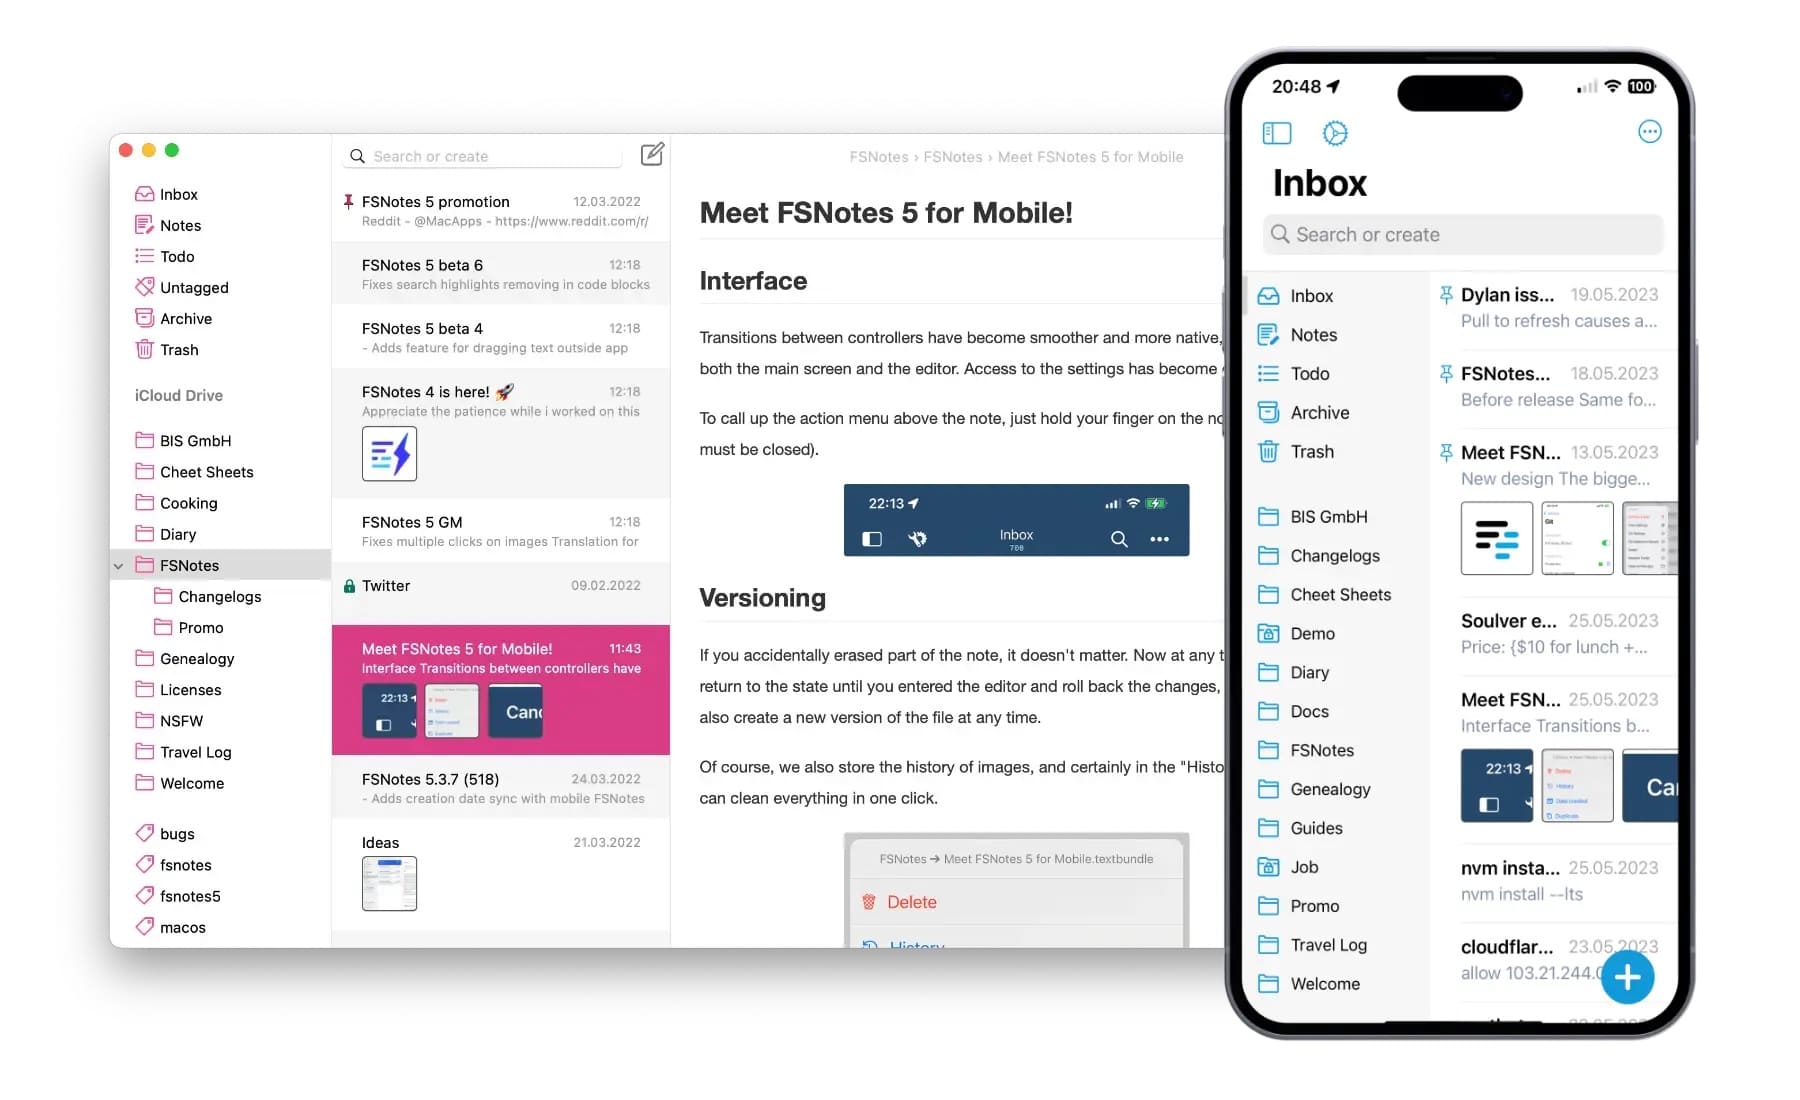 Inbox
Notes
Todo
Untagged
Archive
Trash
iCloud Drive
BIS GmbH
Cheet Sheets
Cooking
Diary
FSNotes
Changelogs
Promo
Genealogy
Licenses
NSFW
Travel Log
Welcome
bugs
fsnotes
fsnotes5
macos
Search or create
FSNotes 5 promotion 12.03.2022
Reddit - @MacApps - https://www.reddit.com/r/
FSNotes 5 beta 6 12:18
Fixes search highlights removing in code blocks
FSNotes 5 beta 4 12:18
- Adds feature for dragging text outside app
FSNotes 4 is here! 🚀 12:18
Appreciate the patience while i worked on this
FSNotes 5 GM 12:18
Fixes multiple clicks on images Translation for
Twitter 09.02.2022
Meet FSNotes 5 for Mobile! 11:43
Interface Transitions between controllers have
22:13
Canc
FSNotes 5.3.7 (518) 24.03.2022
- Adds creation date sync with mobile FSNotes
Ideas 21.03.2022
FSNotes › FSNotes › Meet FSNotes 5 for Mobile
Meet FSNotes 5 for Mobile!
Interface
Transitions between controllers have become smoother and more native,
both the main screen and the editor. Access to the settings has become
To call up the action menu above the note, just hold your finger on the no
must be closed).
22:13
Inbox
Versioning
If you accidentally erased part of the note, it doesn't matter. Now at any t
return to the state until you entered the editor and roll back the changes,
also create a new version of the file at any time.
Of course, we also store the history of images, and certainly in the "Histo
can clean everything in one click.
FSNotes → Meet FSNotes 5 for Mobile.textbundle
Delete
History
20:48 100
Inbox
Search or create
Inbox
Notes
Todo
Archive
Trash
BIS GmbH
Changelogs
Cheet Sheets
Demo
Diary
Docs
FSNotes
Genealogy
Guides
Job
Promo
Travel Log
Welcome
Dylan iss... 19.05.2023
Pull to refresh causes a...
FSNotes... 18.05.2023
Before release Same fo...
Meet FSN... 13.05.2023
New design The bigge...
Git
Soulver e... 25.05.2023
Price: {$10 for lunch +...
Meet FSN... 25.05.2023
Interface Transitions b...
22:13
Delete
History
Duplicate
Ca
nvm insta... 25.05.2023
nvm install --lts
cloudflar... 23.05.2023
allow 103.21.244.0